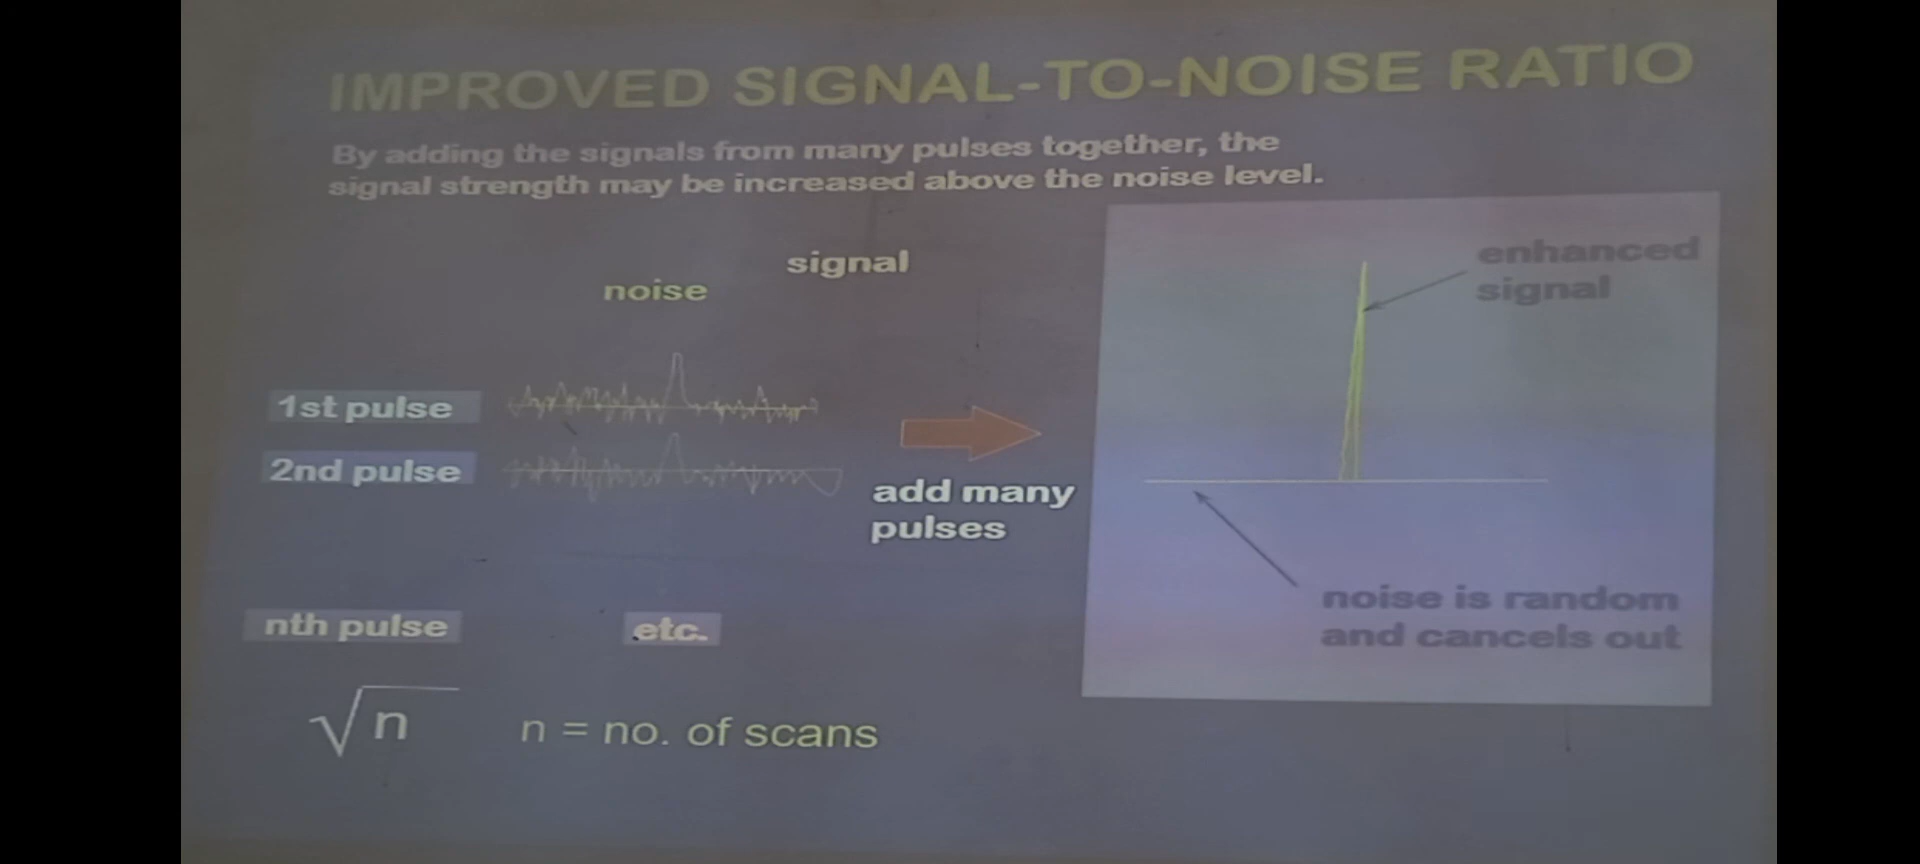 IMPROVED SIGNAL-TO-NOISE RATIO
By adding the signals from many pulses together, the
signal strength may be increased above the noise level.
signal
noise
enhanced
signal
1st pulse
2nd pulse
add many
pulses
nth pulse
etc.
noise is random
and cancels out
√n
n = no. of scans